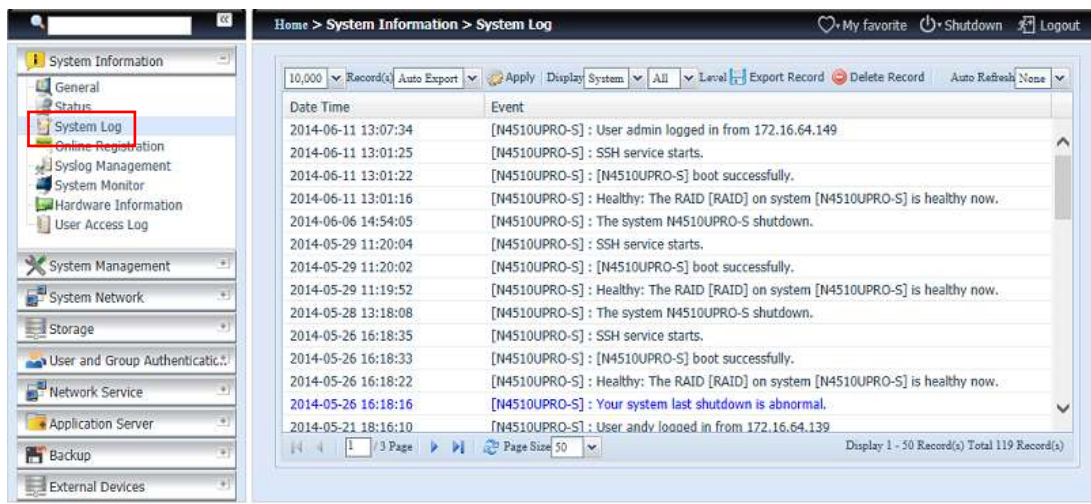 Home > System Information > System Log
My favorite Shutdown Logout
System Information
General
Status
System Log
Online Registration
Syslog Management
System Monitor
Hardware Information
User Access Log
System Management
System Network
Storage
User and Group Authenticatic...
Network Service
Application Server
Backup
External Devices
10,000 Record(s) Auto Export Apply Display System All Level Export Record Delete Record Auto Refresh None
Date Time Event
2014-06-11 13:07:34 [N4510UPRO-S] : User admin logged in from 172.16.64.149
2014-06-11 13:01:25 [N4510UPRO-S] : SSH service starts.
2014-06-11 13:01:22 [N4510UPRO-S] : [N4510UPRO-S] boot successfully.
2014-06-11 13:01:16 [N4510UPRO-S] : Healthy: The RAID [RAID] on system [N4510UPRO-S] is healthy now.
2014-06-06 14:54:05 [N4510UPRO-S] : The system N4510UPRO-S shutdown.
2014-05-29 11:20:04 [N4510UPRO-S] : SSH service starts.
2014-05-29 11:20:02 [N4510UPRO-S] : [N4510UPRO-S] boot successfully.
2014-05-29 11:19:52 [N4510UPRO-S] : Healthy: The RAID [RAID] on system [N4510UPRO-S] is healthy now.
2014-05-28 13:18:08 [N4510UPRO-S] : The system N4510UPRO-S shutdown.
2014-05-26 16:18:35 [N4510UPRO-S] : SSH service starts.
2014-05-26 16:18:33 [N4510UPRO-S] : [N4510UPRO-S] boot successfully.
2014-05-26 16:18:22 [N4510UPRO-S] : Healthy: The RAID [RAID] on system [N4510UPRO-S] is healthy now.
2014-05-26 16:18:16 [N4510UPRO-S] : Your system last shutdown is abnormal.
2014-05-21 18:16:10 [N4510UPRO-S] : User andy logged in from 172.16.64.139
1 / 3 Page Page Size 50 Display 1 - 50 Record(s) Total 119 Record(s)